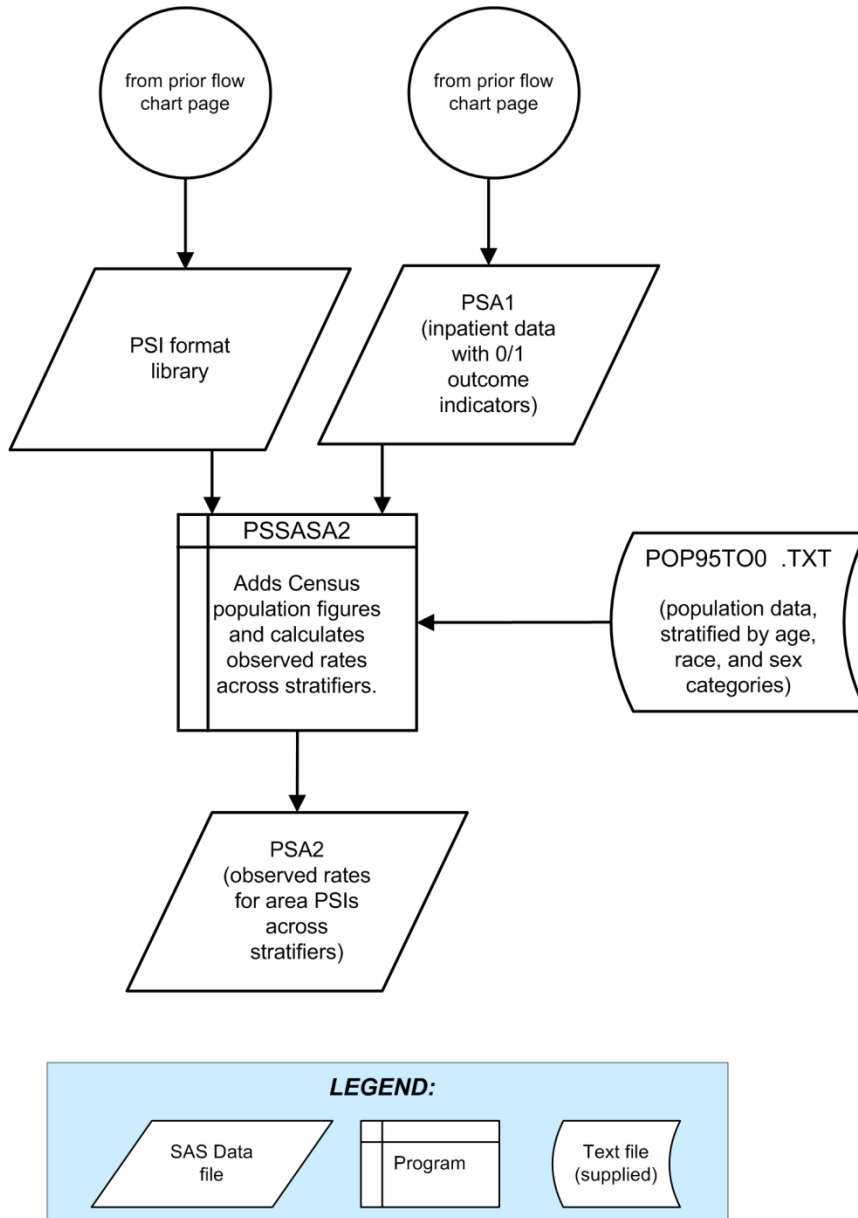 from prior flow
chart page
from prior flow
chart page
PSI format
library
PSA1
(inpatient data
with 0/1
outcome
indicators)
PSSASA2
Adds Census
population figures
and calculates
observed rates
across stratifiers.
POP95TO0 .TXT
(population data,
stratified by age,
race, and sex
categories)
PSA2
(observed rates
for area PSIs
across
stratifiers)
LEGEND:
SAS Data
file
Program
Text file
(supplied)